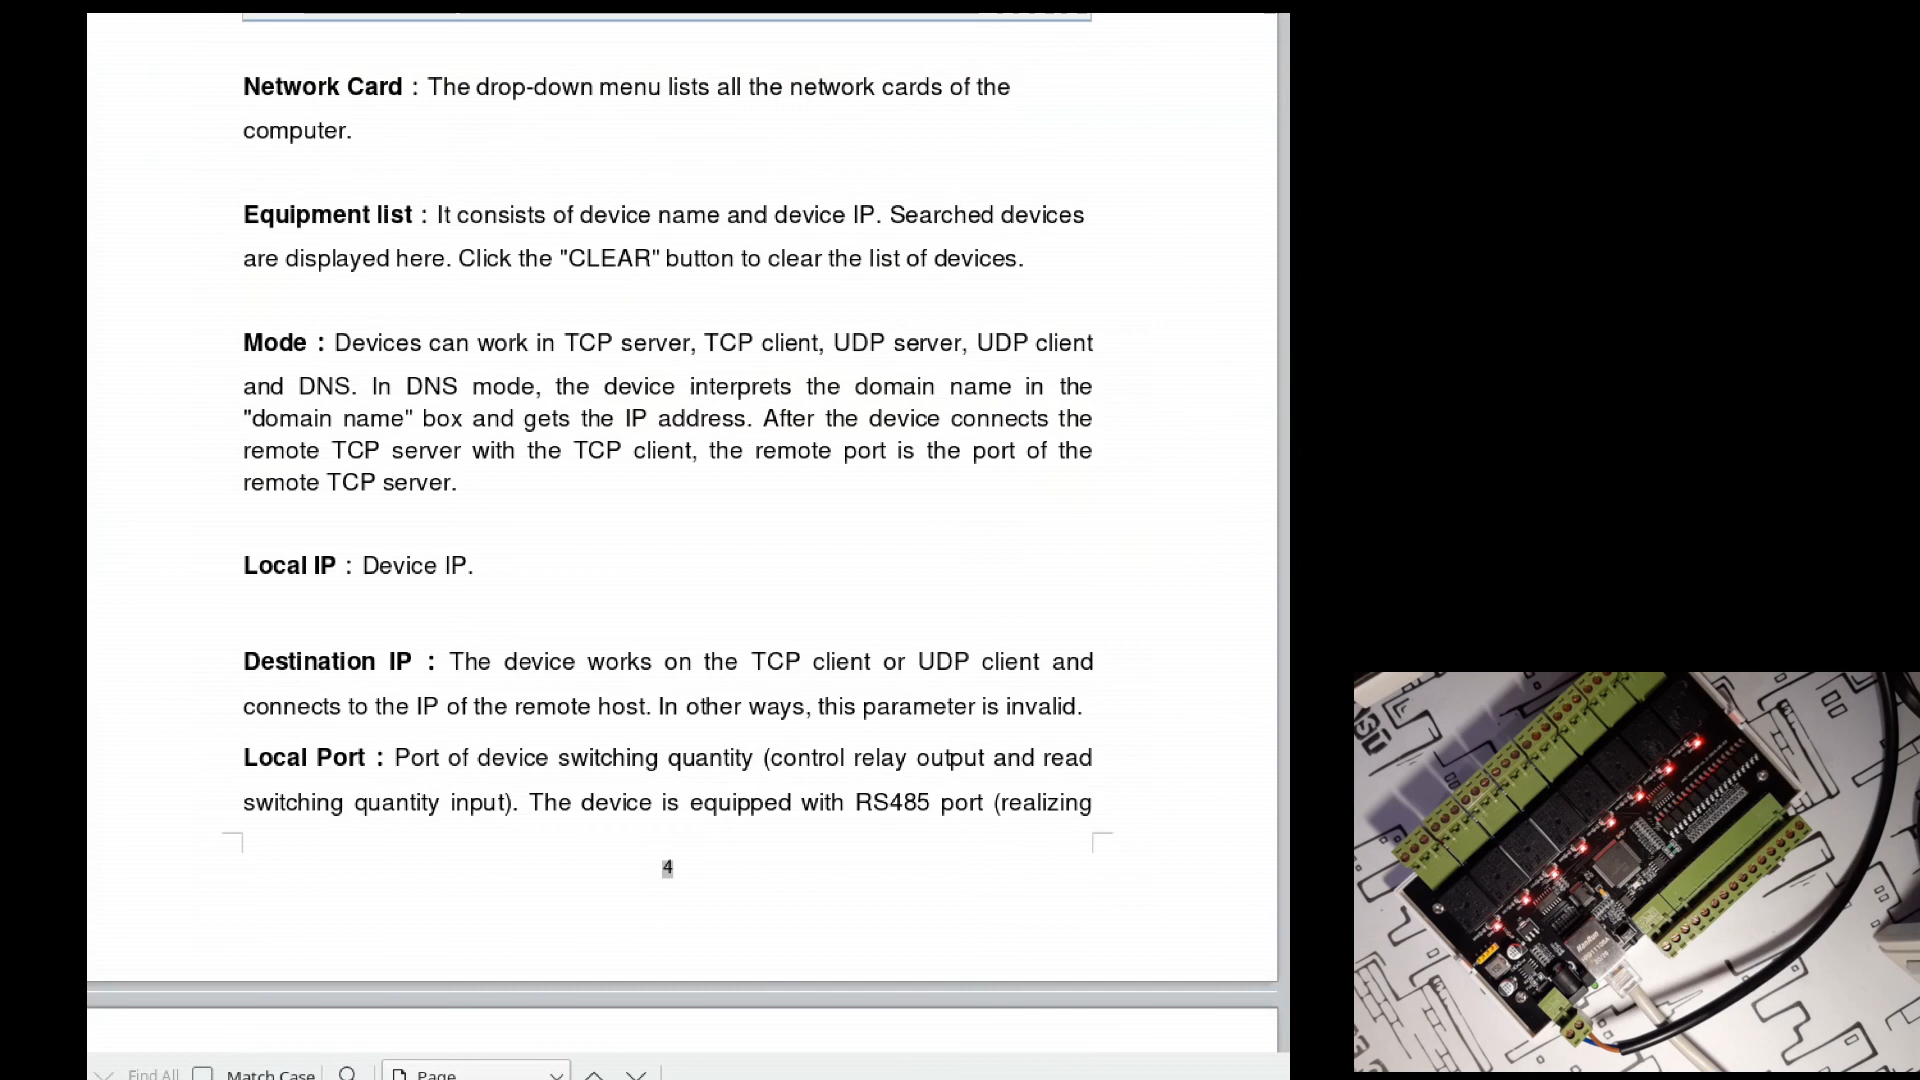 Network Card : The drop-down menu lists all the network cards of the
computer.
Equipment list : It consists of device name and device IP. Searched devices
are displayed here. Click the "CLEAR" button to clear the list of devices.
Mode : Devices can work in TCP server, TCP client, UDP server, UDP client
and DNS. In DNS mode, the device interprets the domain name in the
"domain name" box and gets the IP address. After the device connects the
remote TCP server with the TCP client, the remote port is the port of the
remote TCP server.
Local IP : Device IP.
Destination IP : The device works on the TCP client or UDP client and
connects to the IP of the remote host. In other ways, this parameter is invalid.
Local Port : Port of device switching quantity (control relay output and read
switching quantity input). The device is equipped with RS485 port (realizing
4
Find All Match Case Page
HanRun